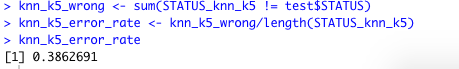 > knn_k5_wrong <- sum(STATUS_knn_k5 != test$STATUS)
> knn_k5_error_rate <- knn_k5_wrong/length(STATUS_knn_k5)
> knn_k5_error_rate
[1] 0.3862691